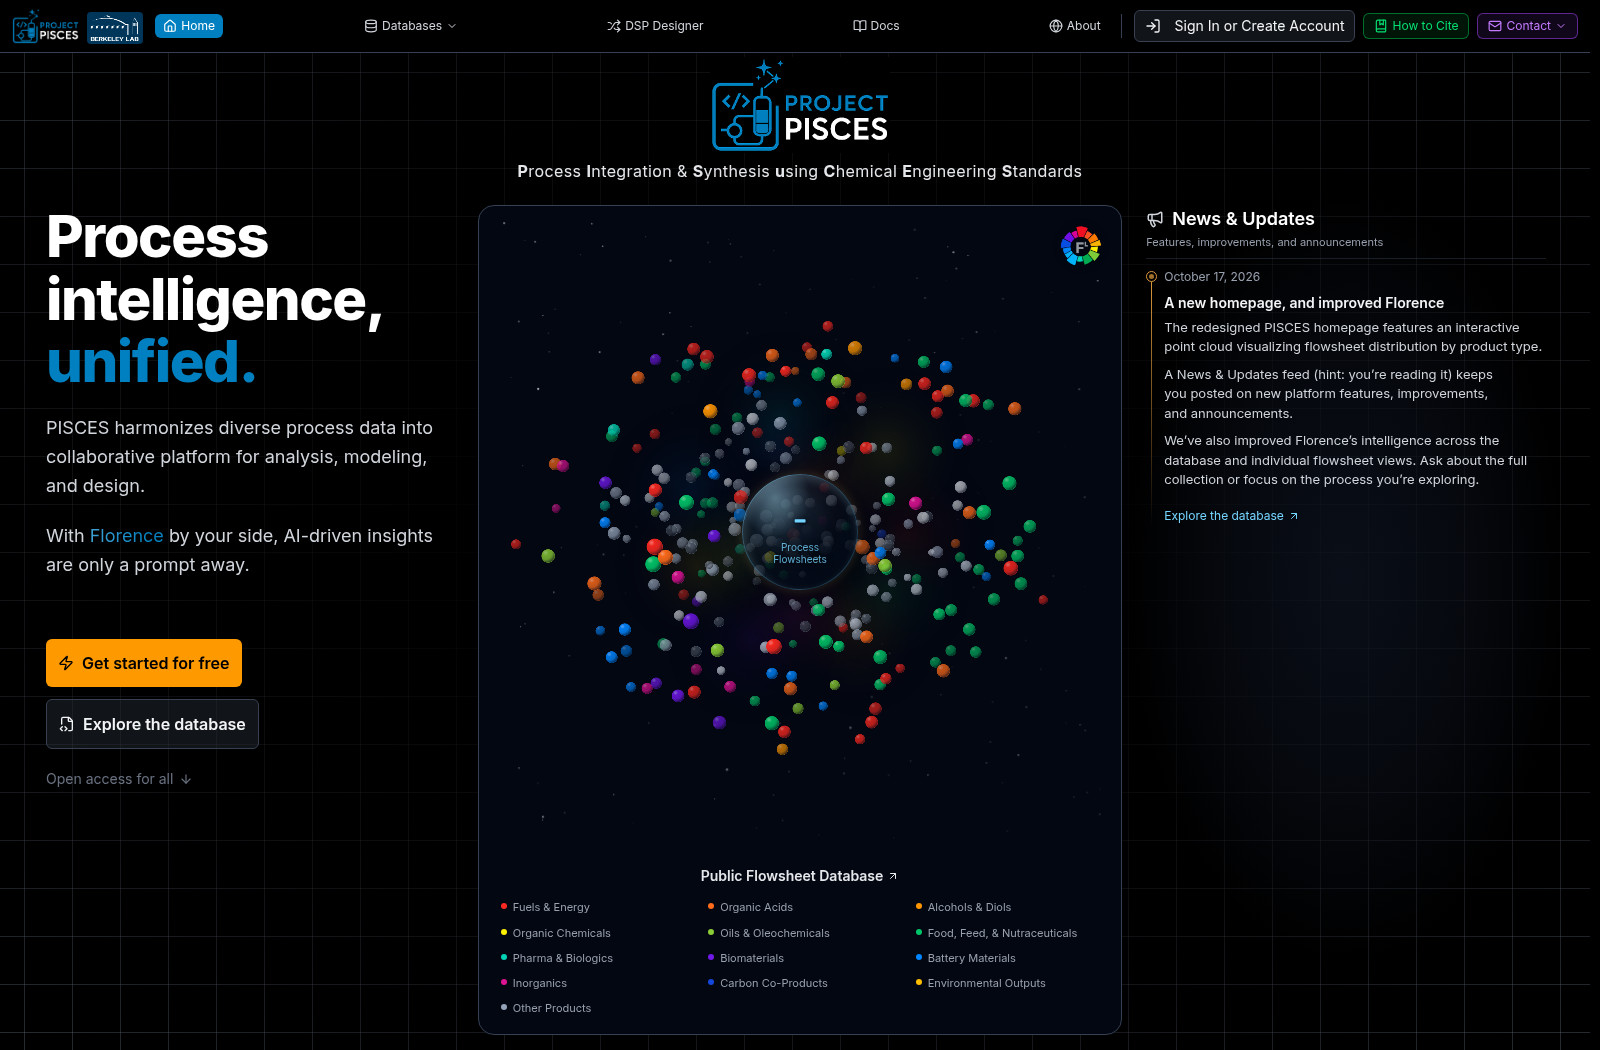 PROJECT
PISCES
BERKELEY LAB
Home
Databases
DSP Designer
Docs
About
Sign In or Create Account
How to Cite
Contact
PROJECT
PISCES
Process Integration & Synthesis using Chemical Engineering Standards
Process
intelligence,
unified.
PISCES harmonizes diverse process data into
collaborative platform for analysis, modeling,
and design.
With Florence by your side, AI-driven insights
are only a prompt away.
Get started for free
Explore the database
Open access for all
Process
Flowsheets
Public Flowsheet Database
Fuels & Energy
Organic Acids
Alcohols & Diols
Organic Chemicals
Oils & Oleochemicals
Food, Feed, & Nutraceuticals
Pharma & Biologics
Biomaterials
Battery Materials
Inorganics
Carbon Co-Products
Environmental Outputs
Other Products
News & Updates
Features, improvements, and announcements
October 17, 2026
A new homepage, and improved Florence
The redesigned PISCES homepage features an interactive
point cloud visualizing flowsheet distribution by product type.
A News & Updates feed (hint: you’re reading it) keeps
you posted on new platform features, improvements,
and announcements.
We’ve also improved Florence’s intelligence across the
database and individual flowsheet views. Ask about the full
collection or focus on the process you’re exploring.
Explore the database